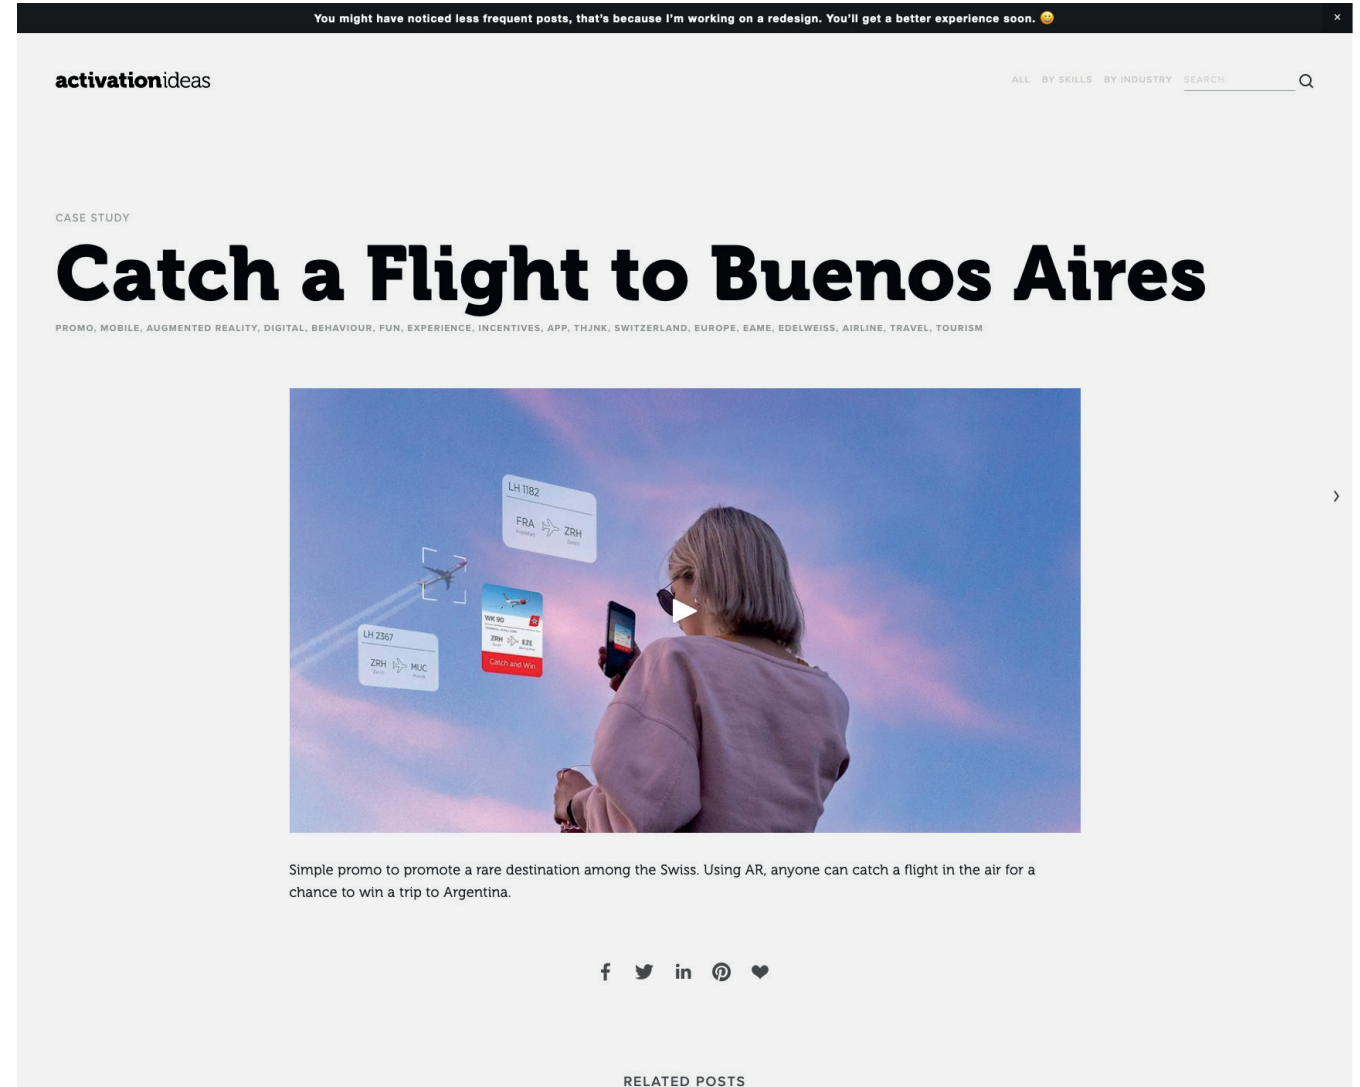 You might have noticed less frequent posts, that's because I'm working on a redesign. You'll get a better experience soon. 😀
×
activationideas
ALL BY SKILLS BY INDUSTRY SEARCH
CASE STUDY
Catch a Flight to Buenos Aires
PROMO, MOBILE, AUGMENTED REALITY, DIGITAL, BEHAVIOUR, FUN, EXPERIENCE, INCENTIVES, APP, THJNK, SWITZERLAND, EUROPE, EAME, EDELWEISS, AIRLINE, TRAVEL, TOURISM
LH 1182
FRA ZRH
Frankfurt Zurich
WK 90
ZRH EZE
Catch and Win
LH 2367
ZRH MUC
Zurich Munich
Simple promo to promote a rare destination among the Swiss. Using AR, anyone can catch a flight in the air for a
chance to win a trip to Argentina.
RELATED POSTS